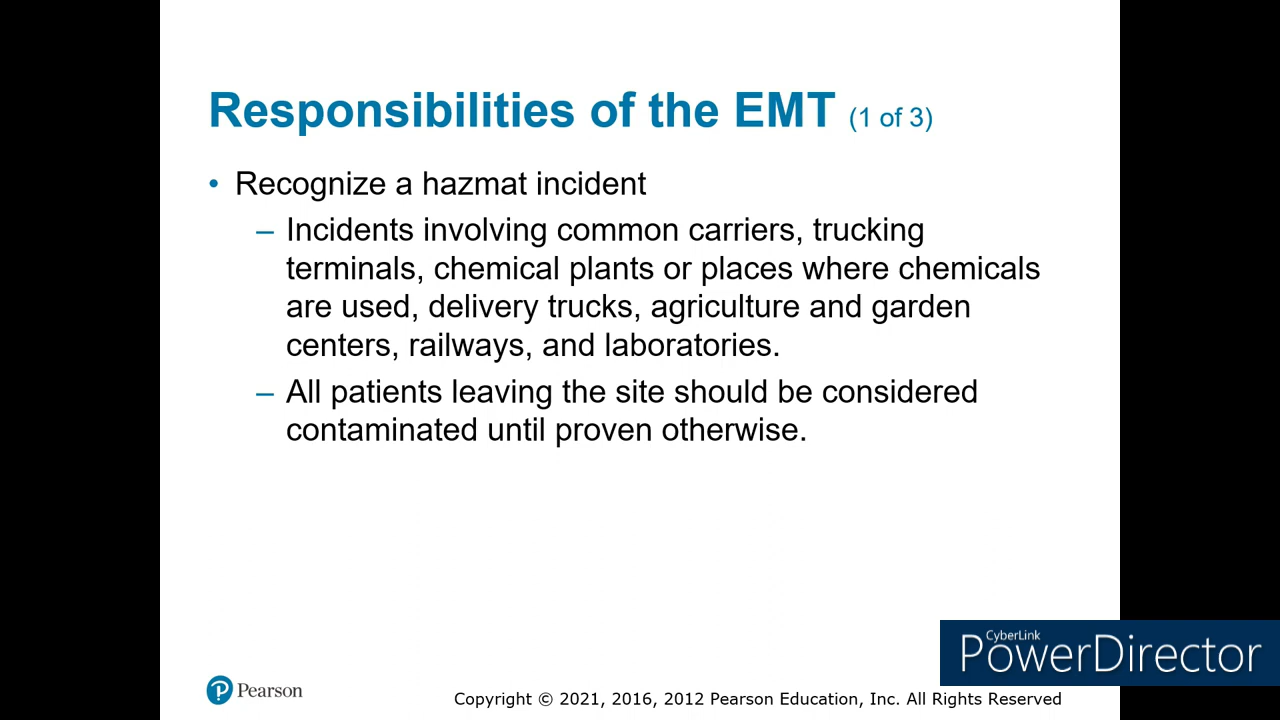 Responsibilities of the EMT (1 of 3)
• Recognize a hazmat incident
– Incidents involving common carriers, trucking
terminals, chemical plants or places where chemicals
are used, delivery trucks, agriculture and garden
centers, railways, and laboratories.
– All patients leaving the site should be considered
contaminated until proven otherwise.
CyberLink
PowerDirector
P Pearson
Copyright © 2021, 2016, 2012 Pearson Education, Inc. All Rights Reserved